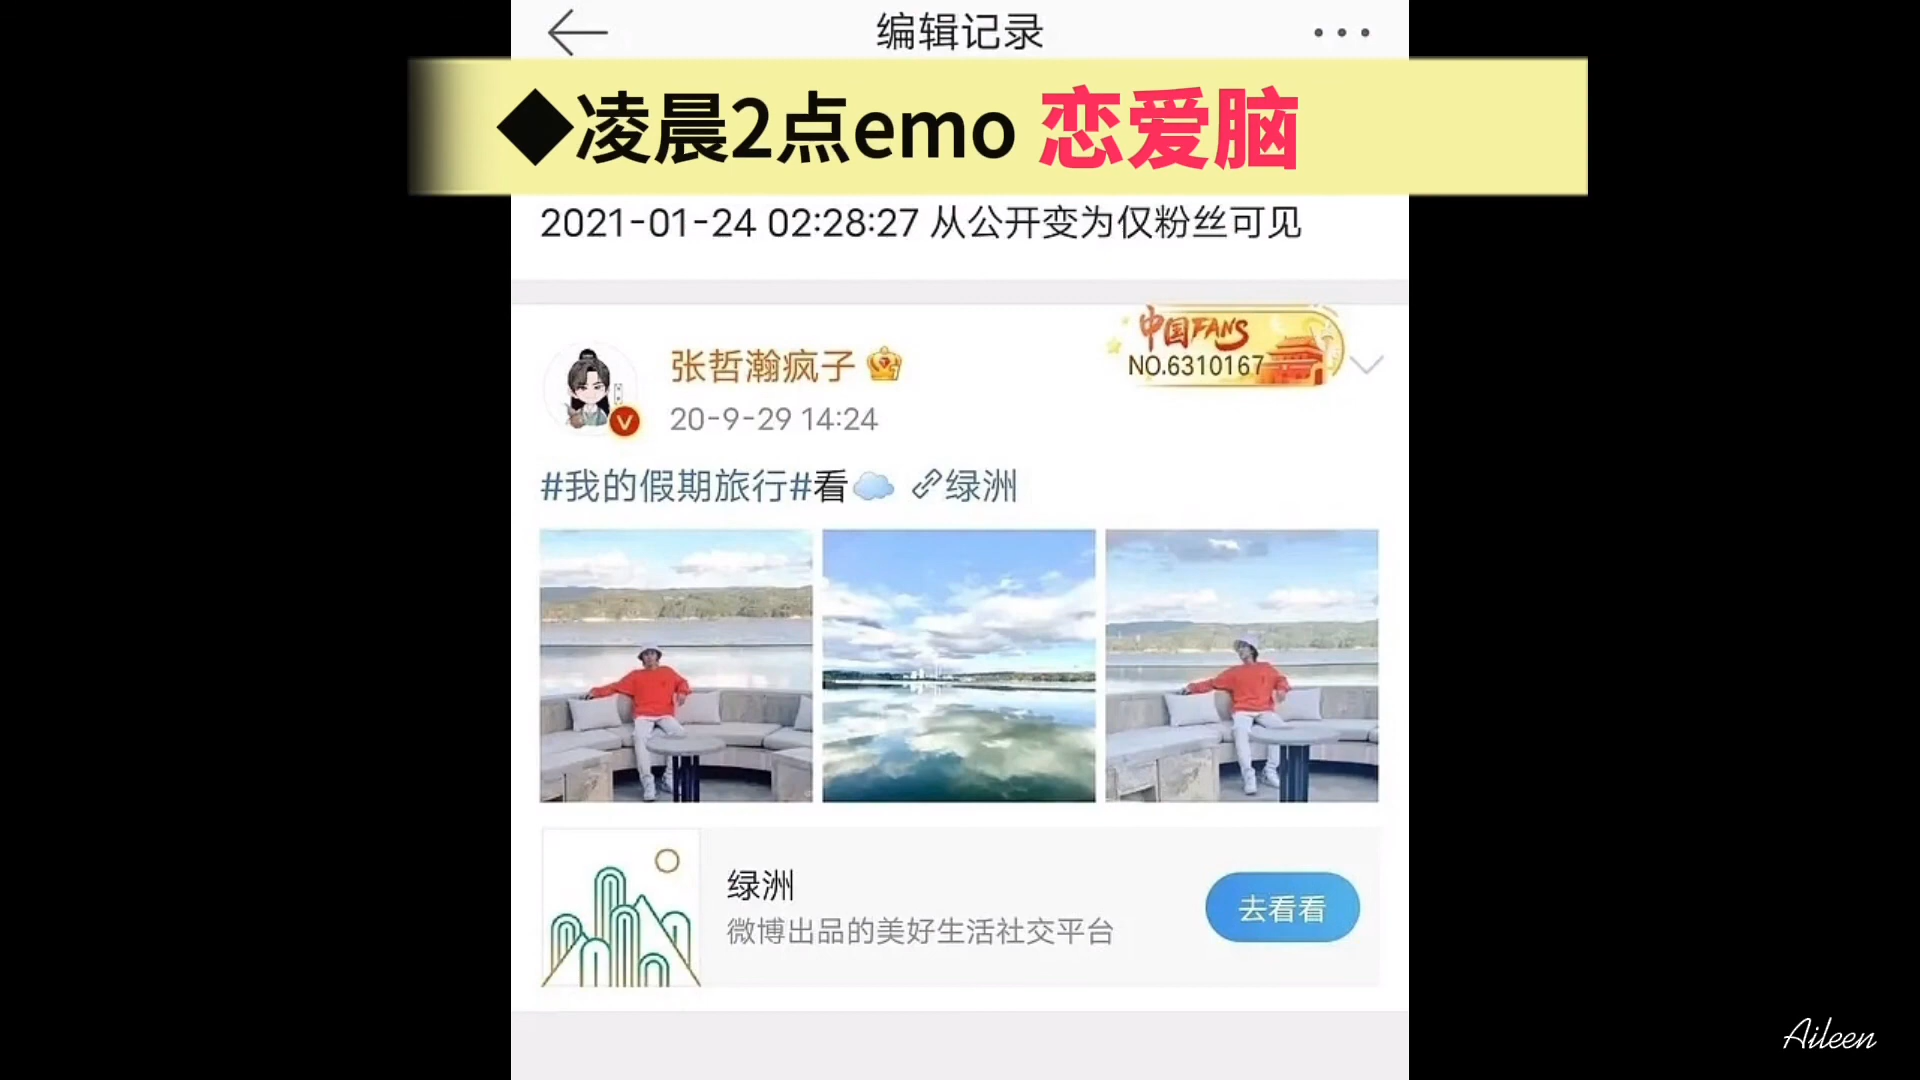 编辑记录
◆凌晨2点emo 恋爱脑
2021-01-24 02:28:27 从公开变为仅粉丝可见
中国FANS
张哲瀚疯子
NO.6310167
20-9-29 14:24
#我的假期旅行#看☁️ 绿洲
绿洲
微博出品的美好生活社交平台
去看看
Aileen